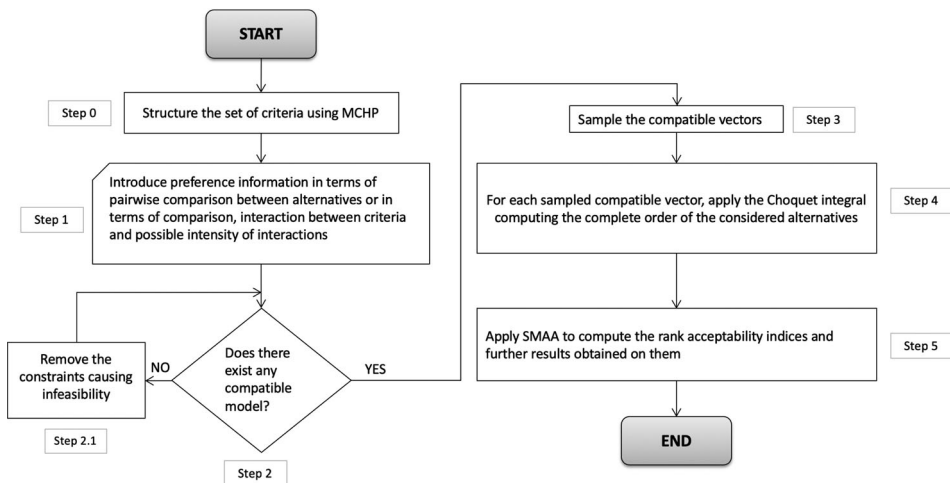 START
Step 0
Structure the set of criteria using MCHP
Step 1
Introduce preference information in terms of
pairwise comparison between alternatives or in
terms of comparison, interaction between criteria
and possible intensity of interactions
Does there
exist any
compatible
model?
Step 2
NO
Remove the
constraints causing
infeasibility
Step 2.1
YES
Sample the compatible vectors
Step 3
For each sampled compatible vector, apply the Choquet integral
computing the complete order of the considered alternatives
Step 4
Apply SMAA to compute the rank acceptability indices and
further results obtained on them
Step 5
END